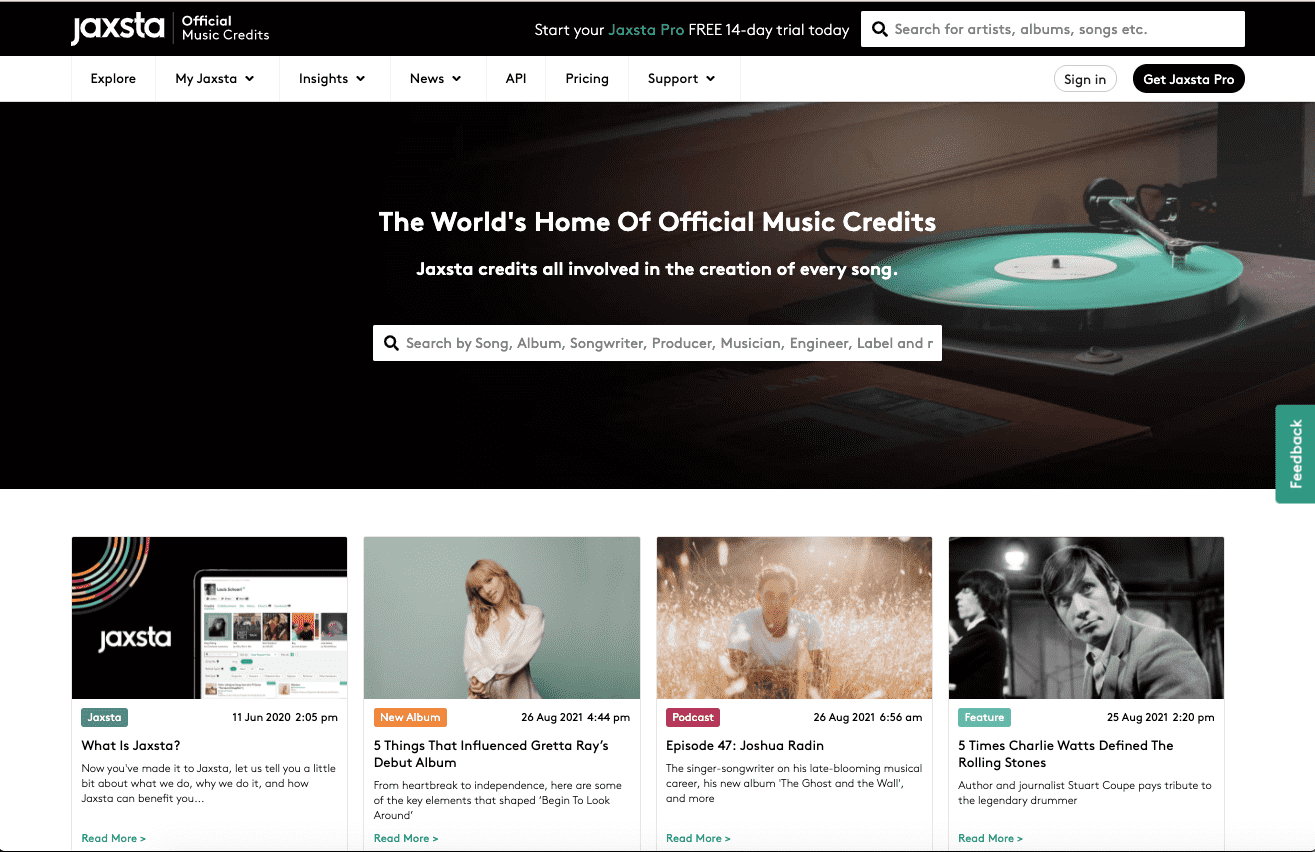 jaxsta
Official
Music Credits
Start your Jaxsta Pro FREE 14-day trial today
Search for artists, albums, songs etc.
Explore
My Jaxsta
Insights
News
API
Pricing
Support
Sign in
Get Jaxsta Pro
The World's Home Of Official Music Credits
Jaxsta credits all involved in the creation of every song.
Search by Song, Album, Songwriter, Producer, Musician, Engineer, Label and r
Feedback
jaxsta
Jaxsta
11 Jun 2020 2:05 pm
What Is Jaxsta?
Now you've made it to Jaxsta, let us tell you a little
bit about what we do, why we do it, and how
Jaxsta can benefit you...
Read More >
New Album
26 Aug 2021 4:44 pm
5 Things That Influenced Gretta Ray’s
Debut Album
From heartbreak to independence, here are some
of the key elements that shaped ‘Begin To Look
Around’
Read More >
Podcast
26 Aug 2021 6:56 am
Episode 47: Joshua Radin
The singer-songwriter on his late-blooming musical
career, his new album 'The Ghost and the Wall',
and more
Read More >
Feature
25 Aug 2021 2:20 pm
5 Times Charlie Watts Defined The
Rolling Stones
Author and journalist Stuart Coupe pays tribute to
the legendary drummer
Read More >